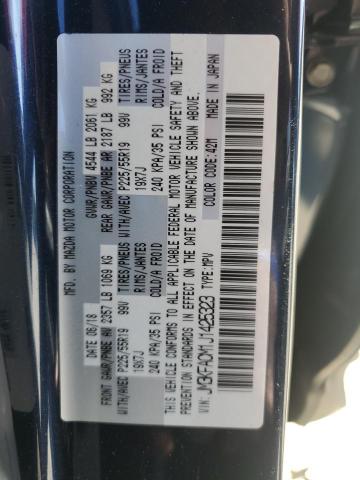 MFD. BY MAZDA MOTOR CORPORATION
GWVR/PNBV 4544 LB 2061 KG
DATE: 06/18
FRONT GAWR/PNBE AV 2357 LB 1069 KG REAR GAWR/PNBE AR 2187 LB 992 KG
WITH/AVEC P225/55R19 99V TIRES/PNEUS WITH/AVEC P225/55R19 99V TIRES/PNEUS
19X7J RIMS/JANTES 19X7J RIMS/JANTES
240 KPA/35 PSI COLD/A FROID 240 KPA/35 PSI COLD/A FROID
THIS VEHICLE CONFORMS TO ALL APPLICABLE FEDERAL MOTOR VEHICLE SAFETY AND THEFT
PREVENTION STANDARDS IN EFFECT ON THE DATE OF MANUFACTURE SHOWN ABOVE.
TYPE: MPV COLOR CODE: 42M MADE IN JAPAN
VIN: JM3KFADM1J1425323